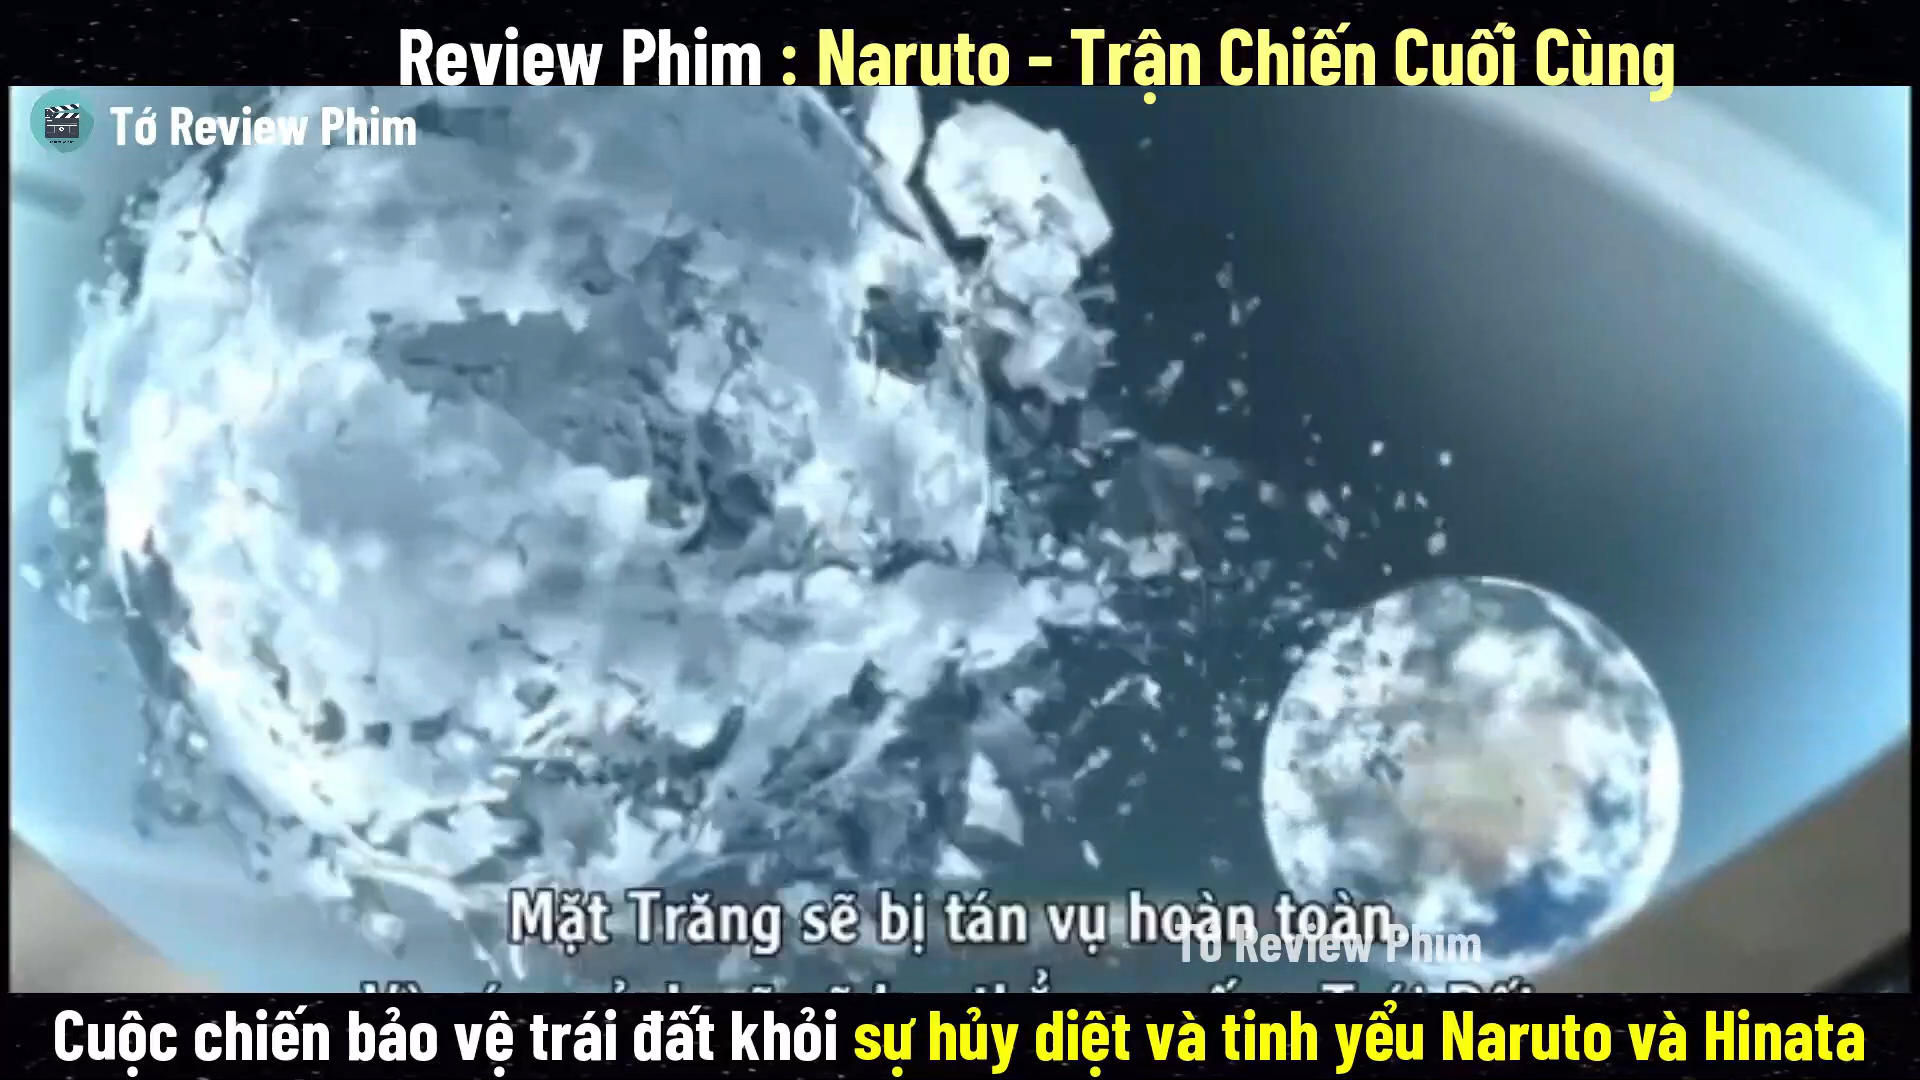 Review Phim : Naruto - Trận Chiến Cuối Cùng
Tớ Review Phim
Mặt Trăng sẽ bị tán vụ hoàn toàn.
Tớ Review Phim
Cuộc chiến bảo vệ trái đất khỏi sự hủy diệt và tinh yểu Naruto và Hinata